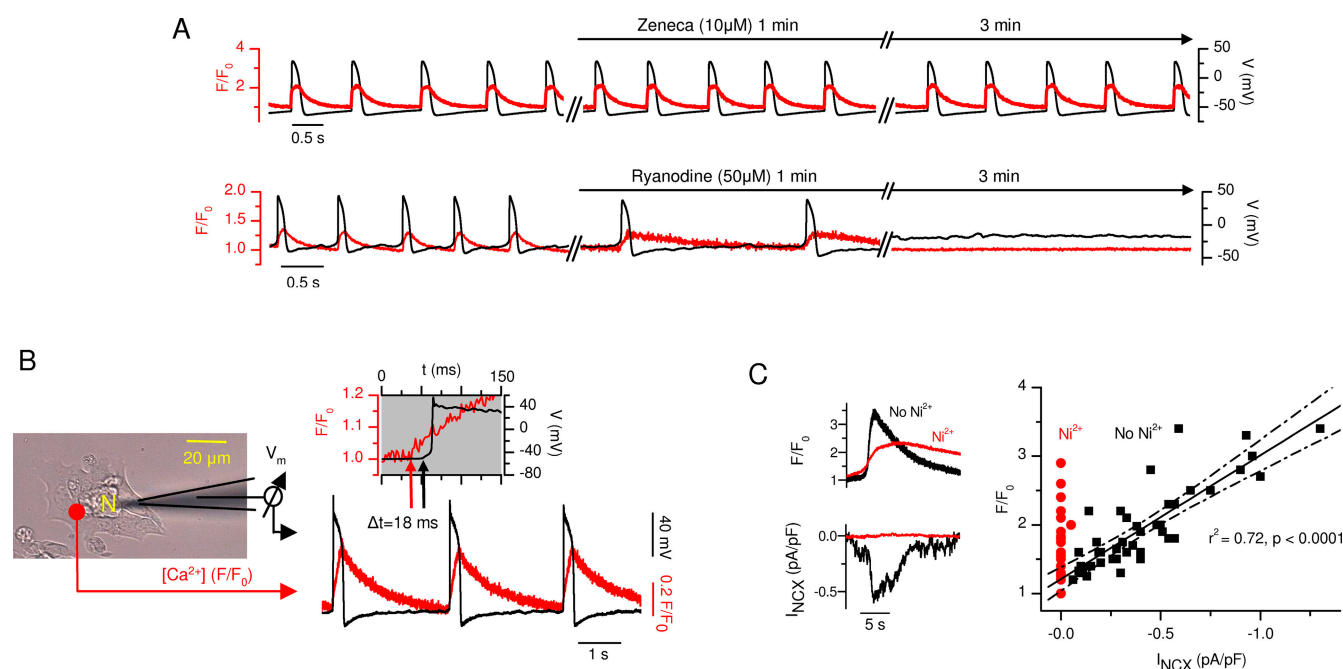 A
Zeneca (10µM) 1 min
3 min
F/F0
4
2
50
0
-50
V (mV)
0.5 s
Ryanodine (50µM) 1 min
3 min
F/F0
2.0
1.5
1.0
50
0
-50
V (mV)
0.5 s
B
20 µm
N
Vm
[Ca2+] (F/F0)
0
t (ms)
150
F/F0
1.2
1.1
1.0
40
0
-40
-80
V (mV)
Δt=18 ms
40 mV
0.2 F/F0
1 s
C
F/F0
4
3
2
1
No Ni2+
Ni2+
INCX (pA/pF)
0.0
-0.5
5 s
F/F0
4
3
2
1
Ni2+
No Ni2+
r2 = 0.72, p < 0.0001
-0.0
-0.5
-1.0
INCX (pA/pF)